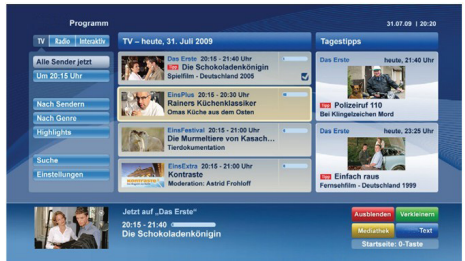 Programm
31.07.09 | 20:20
TV Radio Interaktiv
Alle Sender jetzt
Um 20:15 Uhr
Nach Sendern
Nach Genre
Highlights
Suche
Einstellungen
TV – heute, 31. Juli 2009
Das Erste 20:15 - 21:40 Uhr
Tipp Die Schokoladenkönigin
Spielfilm - Deutschland 2005
EinsPlus 20:15 - 20:30 Uhr
Rainers Küchenklassiker
Omas Küche aus dem Osten
EinsFestival 20:15 - 21:00 Uhr
Die Murmeltiere von Kasach...
Tierdokumentation
EinsExtra 20:15 - 21:00 Uhr
Kontraste
Moderation: Astrid Frohloff
Tagestipps
Das Erste heute, 21:40 Uhr
Tipp Polizeiruf 110
Bei Klingelzeichen Mord
Das Erste heute, 23:25 Uhr
Tipp Einfach raus
Fernsehfilm - Deutschland 1999
Jetzt auf „Das Erste“
20:15 - 21:40
Die Schokoladenkönigin
Ausblenden Verkleinern
Mediathek Text
Startseite: 0-Taste